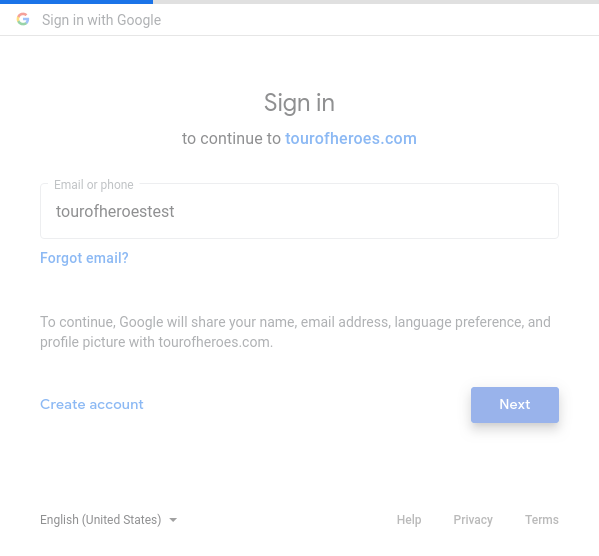 Sign in with Google
Sign in
to continue to tourofheroes.com
Email or phone
tourofheroestest
Forgot email?
To continue, Google will share your name, email address, language preference, and
profile picture with tourofheroes.com.
Create account
Next
English (United States)
Help
Privacy
Terms